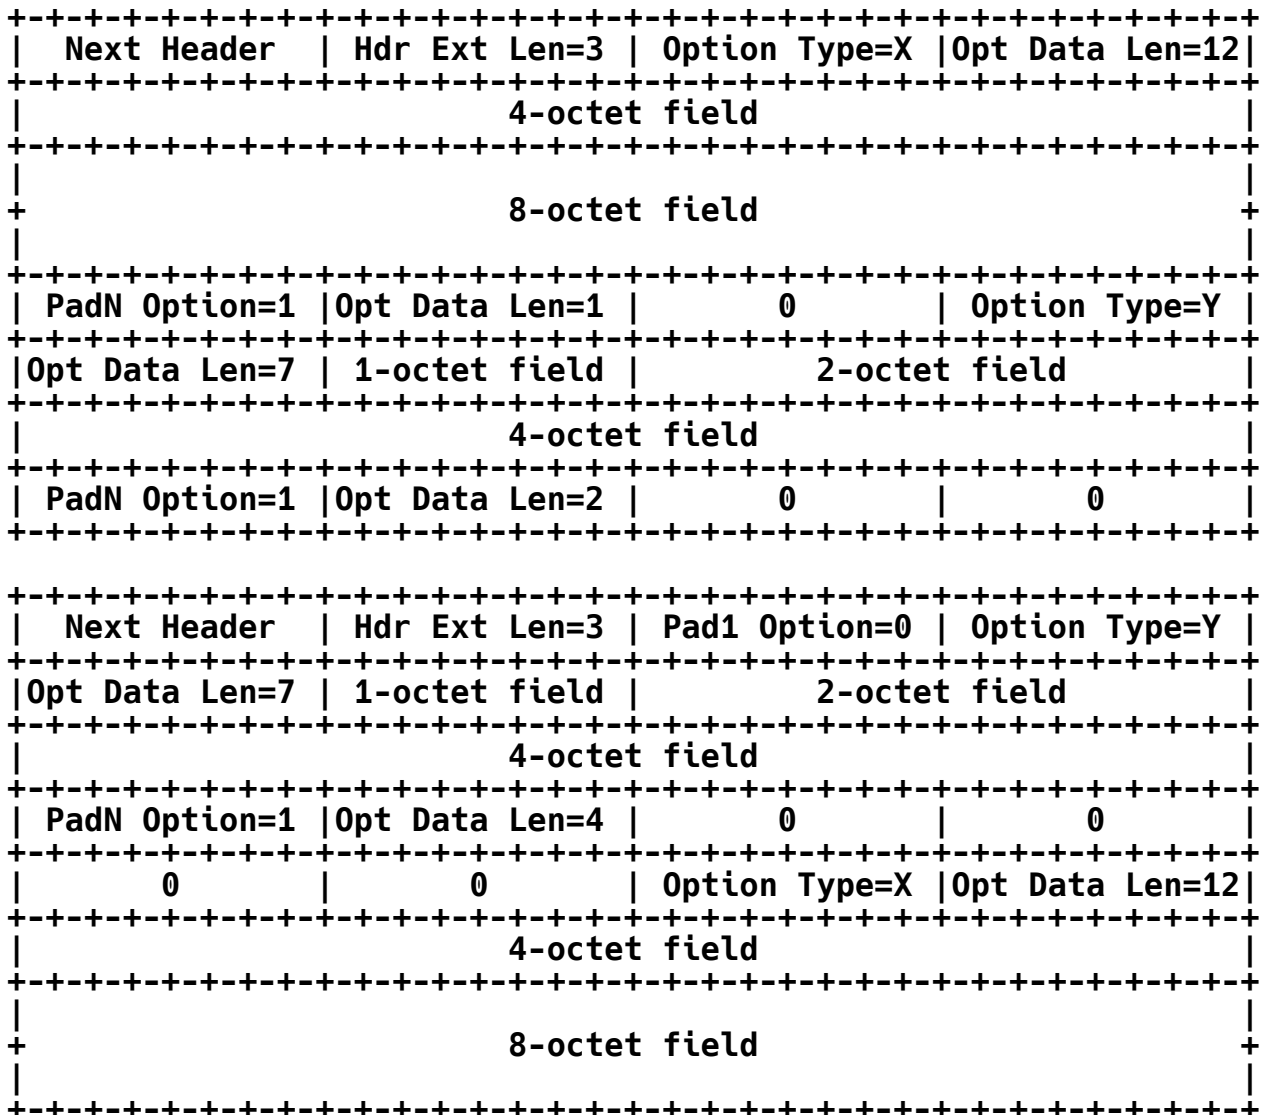 +-+-+-+-+-+-+-+-+-+-+-+-+-+-+-+-+-+-+-+-+-+-+-+-+-+-+-+-+-+-+-+-+
|  Next Header  | Hdr Ext Len=3 | Option Type=X |Opt Data Len=12|
+-+-+-+-+-+-+-+-+-+-+-+-+-+-+-+-+-+-+-+-+-+-+-+-+-+-+-+-+-+-+-+-+
|                         4-octet field                         |
+-+-+-+-+-+-+-+-+-+-+-+-+-+-+-+-+-+-+-+-+-+-+-+-+-+-+-+-+-+-+-+-+
|                                                               |
+                         8-octet field                         +
|                                                               |
+-+-+-+-+-+-+-+-+-+-+-+-+-+-+-+-+-+-+-+-+-+-+-+-+-+-+-+-+-+-+-+-+
| PadN Option=1 |Opt Data Len=1 |       0       | Option Type=Y |
+-+-+-+-+-+-+-+-+-+-+-+-+-+-+-+-+-+-+-+-+-+-+-+-+-+-+-+-+-+-+-+-+
|Opt Data Len=7 | 1-octet field |         2-octet field         |
+-+-+-+-+-+-+-+-+-+-+-+-+-+-+-+-+-+-+-+-+-+-+-+-+-+-+-+-+-+-+-+-+
|                         4-octet field                         |
+-+-+-+-+-+-+-+-+-+-+-+-+-+-+-+-+-+-+-+-+-+-+-+-+-+-+-+-+-+-+-+-+
| PadN Option=1 |Opt Data Len=2 |       0       |       0       |
+-+-+-+-+-+-+-+-+-+-+-+-+-+-+-+-+-+-+-+-+-+-+-+-+-+-+-+-+-+-+-+-+

+-+-+-+-+-+-+-+-+-+-+-+-+-+-+-+-+-+-+-+-+-+-+-+-+-+-+-+-+-+-+-+-+
|  Next Header  | Hdr Ext Len=3 | Pad1 Option=0 | Option Type=Y |
+-+-+-+-+-+-+-+-+-+-+-+-+-+-+-+-+-+-+-+-+-+-+-+-+-+-+-+-+-+-+-+-+
|Opt Data Len=7 | 1-octet field |         2-octet field         |
+-+-+-+-+-+-+-+-+-+-+-+-+-+-+-+-+-+-+-+-+-+-+-+-+-+-+-+-+-+-+-+-+
|                         4-octet field                         |
+-+-+-+-+-+-+-+-+-+-+-+-+-+-+-+-+-+-+-+-+-+-+-+-+-+-+-+-+-+-+-+-+
| PadN Option=1 |Opt Data Len=4 |       0       |       0       |
+-+-+-+-+-+-+-+-+-+-+-+-+-+-+-+-+-+-+-+-+-+-+-+-+-+-+-+-+-+-+-+-+
|       0       |       0       | Option Type=X |Opt Data Len=12|
+-+-+-+-+-+-+-+-+-+-+-+-+-+-+-+-+-+-+-+-+-+-+-+-+-+-+-+-+-+-+-+-+
|                         4-octet field                         |
+-+-+-+-+-+-+-+-+-+-+-+-+-+-+-+-+-+-+-+-+-+-+-+-+-+-+-+-+-+-+-+-+
|                                                               |
+                         8-octet field                         +
|                                                               |
+-+-+-+-+-+-+-+-+-+-+-+-+-+-+-+-+-+-+-+-+-+-+-+-+-+-+-+-+-+-+-+-+